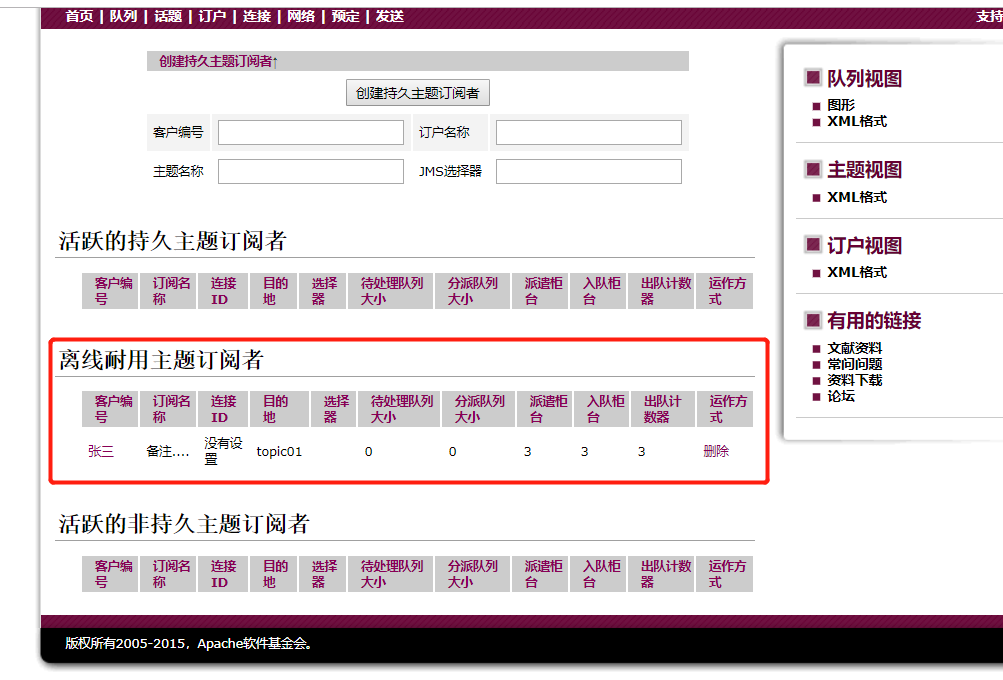 首页 | 队列 | 话题 | 订户 | 连接 | 网络 | 预定 | 发送
支持
创建持久主题订阅者↑
创建持久主题订阅者
客户编号
订户名称
主题名称
JMS选择器
活跃的持久主题订阅者
客户编号 订阅名称 连接ID 目的地 选择器 待处理队列大小 分派队列大小 派遣柜台 入队柜台 出队计数器 运作方式
离线耐用主题订阅者
客户编号 订阅名称 连接ID 目的地 选择器 待处理队列大小 分派队列大小 派遣柜台 入队柜台 出队计数器 运作方式
张三 备注.... 没有设置 topic01 0 0 3 3 3 删除
活跃的非持久主题订阅者
客户编号 订阅名称 连接ID 目的地 选择器 待处理队列大小 分派队列大小 派遣柜台 入队柜台 出队计数器 运作方式
队列视图
图形
XML格式
主题视图
XML格式
订户视图
XML格式
有用的链接
文献资料
常问问题
资料下载
论坛
版权所有2005-2015，Apache软件基金会。